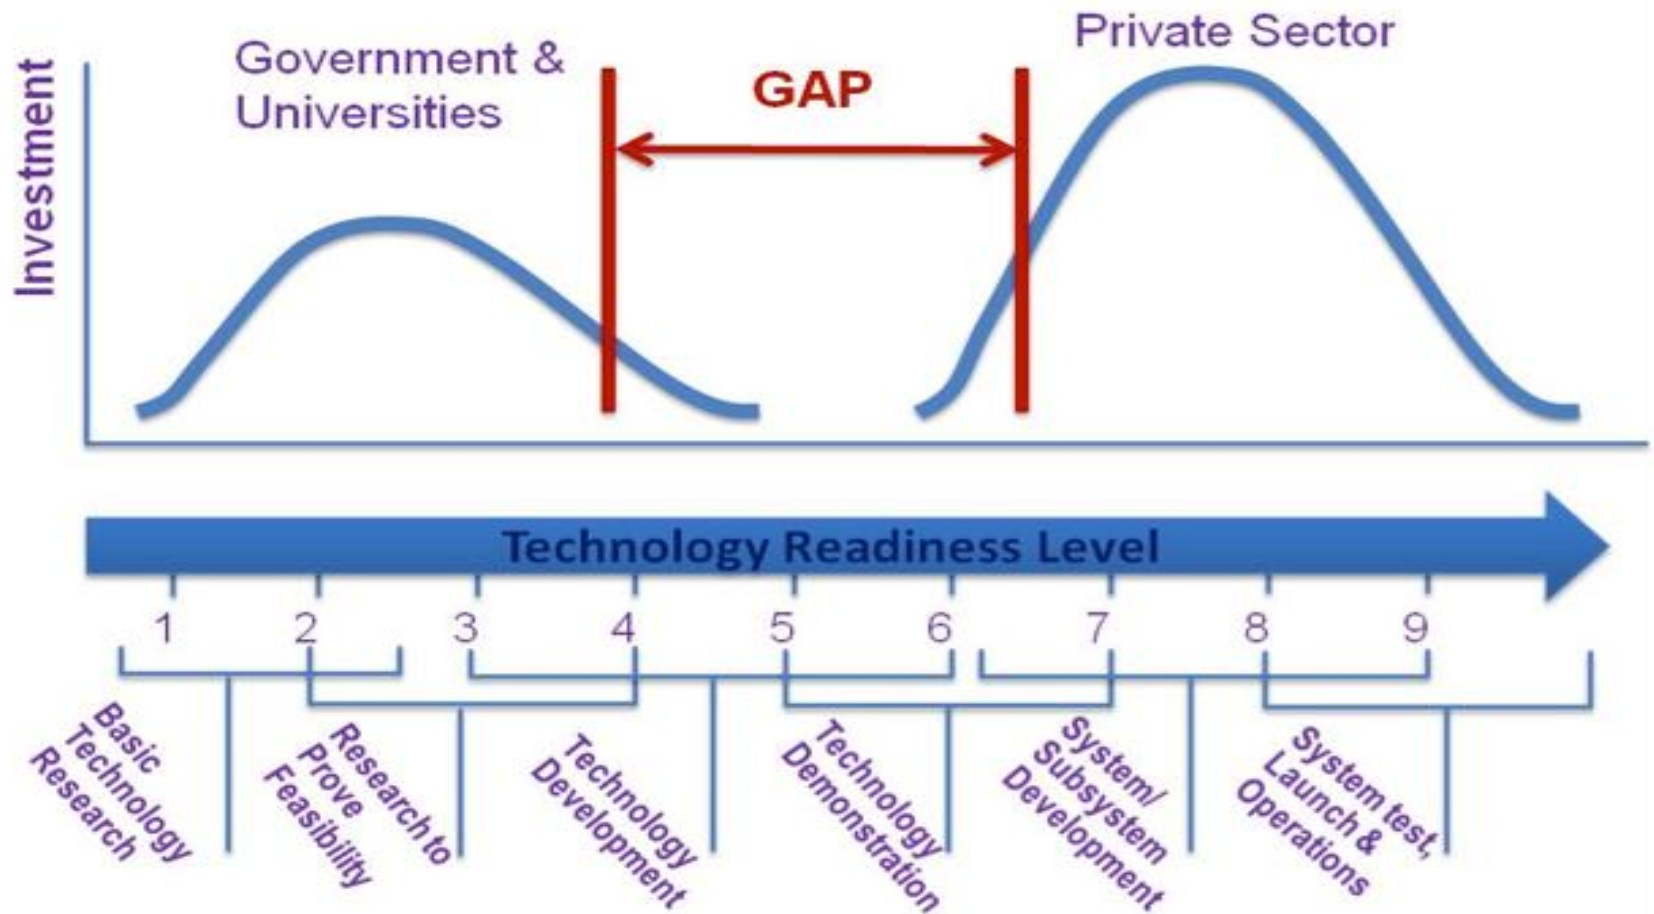 Private Sector
Government &
Universities
GAP
Investment
Technology Readiness Level
1 2 3 4 5 6 7 8 9
Basic
Technology
Research
Research to
Prove
Feasibility
Technology
Development
Technology
Demonstration
System/
Subsystem
Development
System test,
Launch &
Operations